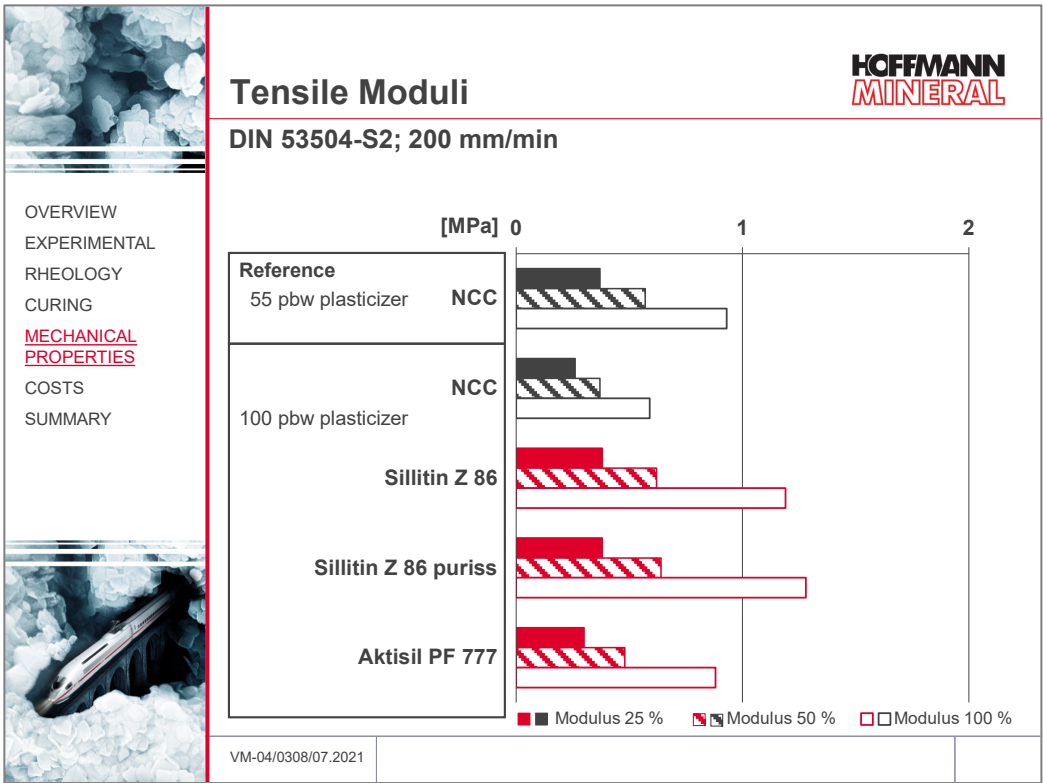 HOFFMANN
MINERAL
Tensile Moduli
DIN 53504-S2; 200 mm/min
OVERVIEW
EXPERIMENTAL
RHEOLOGY
CURING
MECHANICAL
PROPERTIES
COSTS
SUMMARY
[MPa] 0 1 2
Reference
55 pbw plasticizer NCC
NCC
100 pbw plasticizer
Sillitin Z 86
Sillitin Z 86 puriss
Aktisil PF 777
Modulus 25 % Modulus 50 % Modulus 100 %
VM-04/0308/07.2021